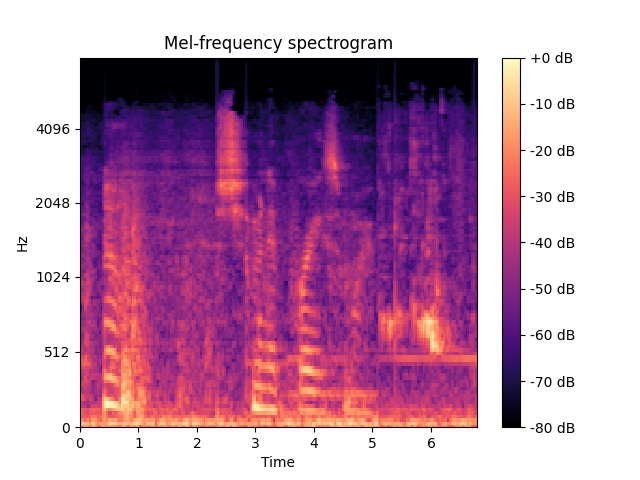 Mel-frequency spectrogram
+0 dB
-10 dB
-20 dB
-30 dB
-40 dB
-50 dB
-60 dB
-70 dB
-80 dB
Hz
4096
2048
1024
512
0
0 1 2 3 4 5 6
Time